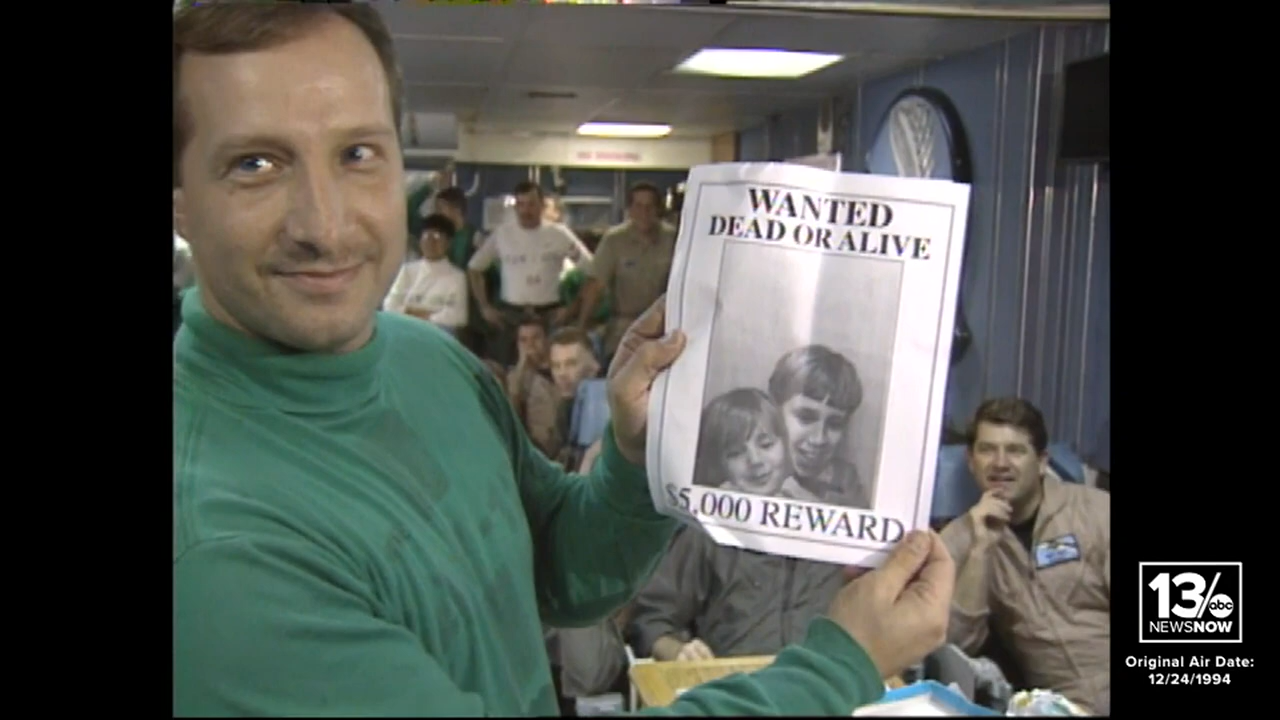 WANTED
DEAD OR ALIVE
$5,000 REWARD
13/abc
NEWSNOW
Original Air Date:
12/24/1994